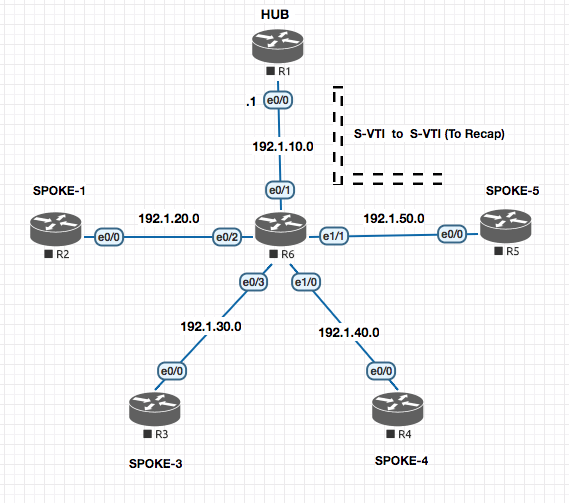 HUB
R1
.1
e0/0
S-VTI to S-VTI (To Recap)
192.1.10.0
e0/1
SPOKE-1
SPOKE-5
192.1.20.0
192.1.50.0
e0/0
e0/2
e1/1
e0/0
R2
R6
R5
e0/3
e1/0
192.1.30.0
192.1.40.0
e0/0
e0/0
R3
R4
SPOKE-3
SPOKE-4